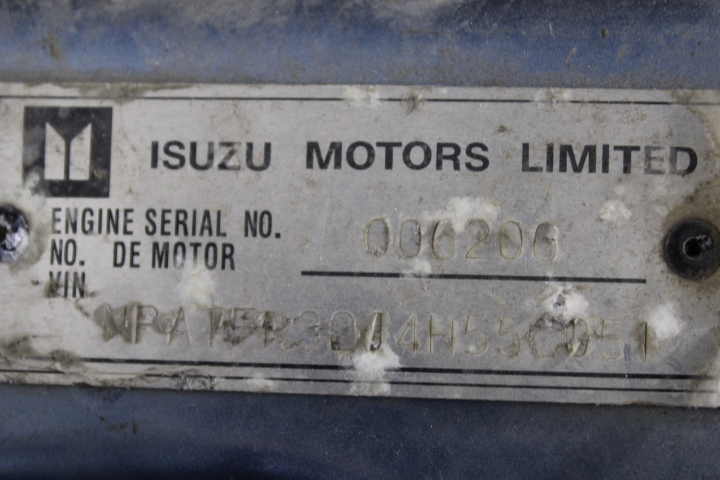 ISUZU MOTORS LIMITED
ENGINE SERIAL NO. 006206
NO. DE MOTOR
VIN